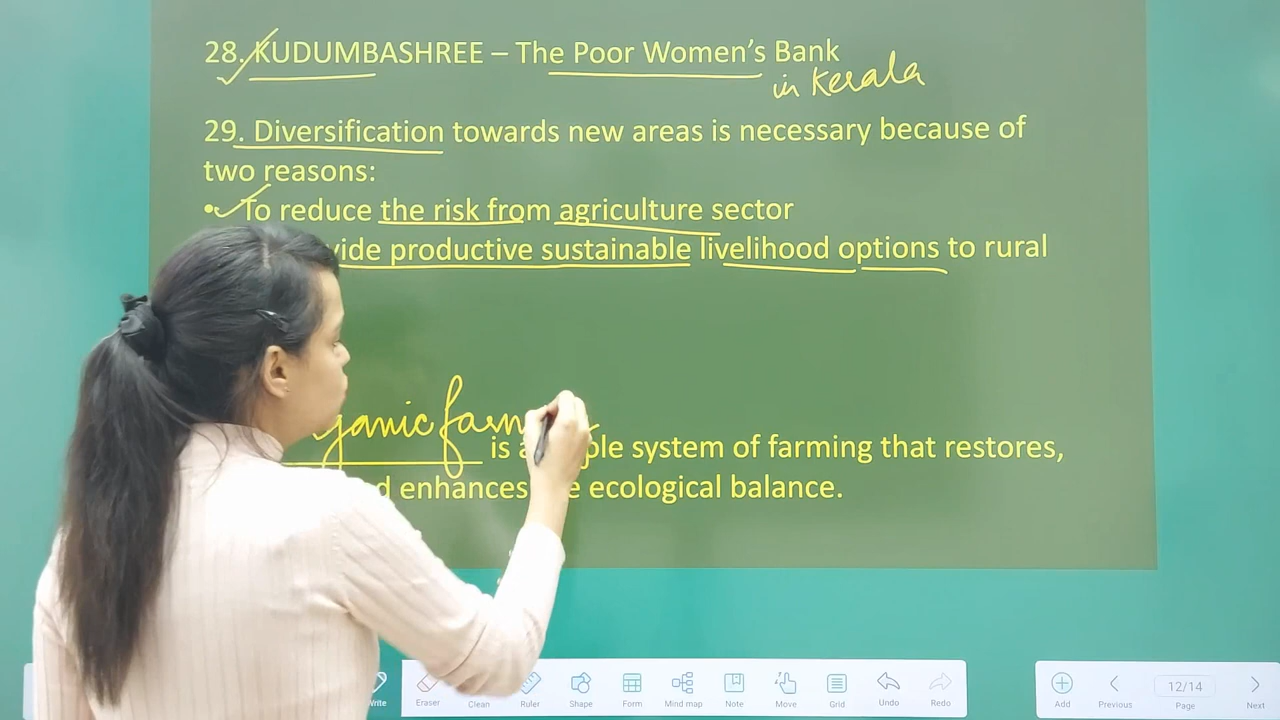 28. KUDUMBASHREE – The Poor Women's Bank
in Kerala
29. Diversification towards new areas is necessary because of
two reasons:
• To reduce the risk from agriculture sector
productive sustainable livelihood options to rural
is a system of farming that restores,
enhances ecological balance.
Eraser Clean Ruler Shape Form Mind map Note Move Grid Undo Redo
Add Previous 12/14 Page Next